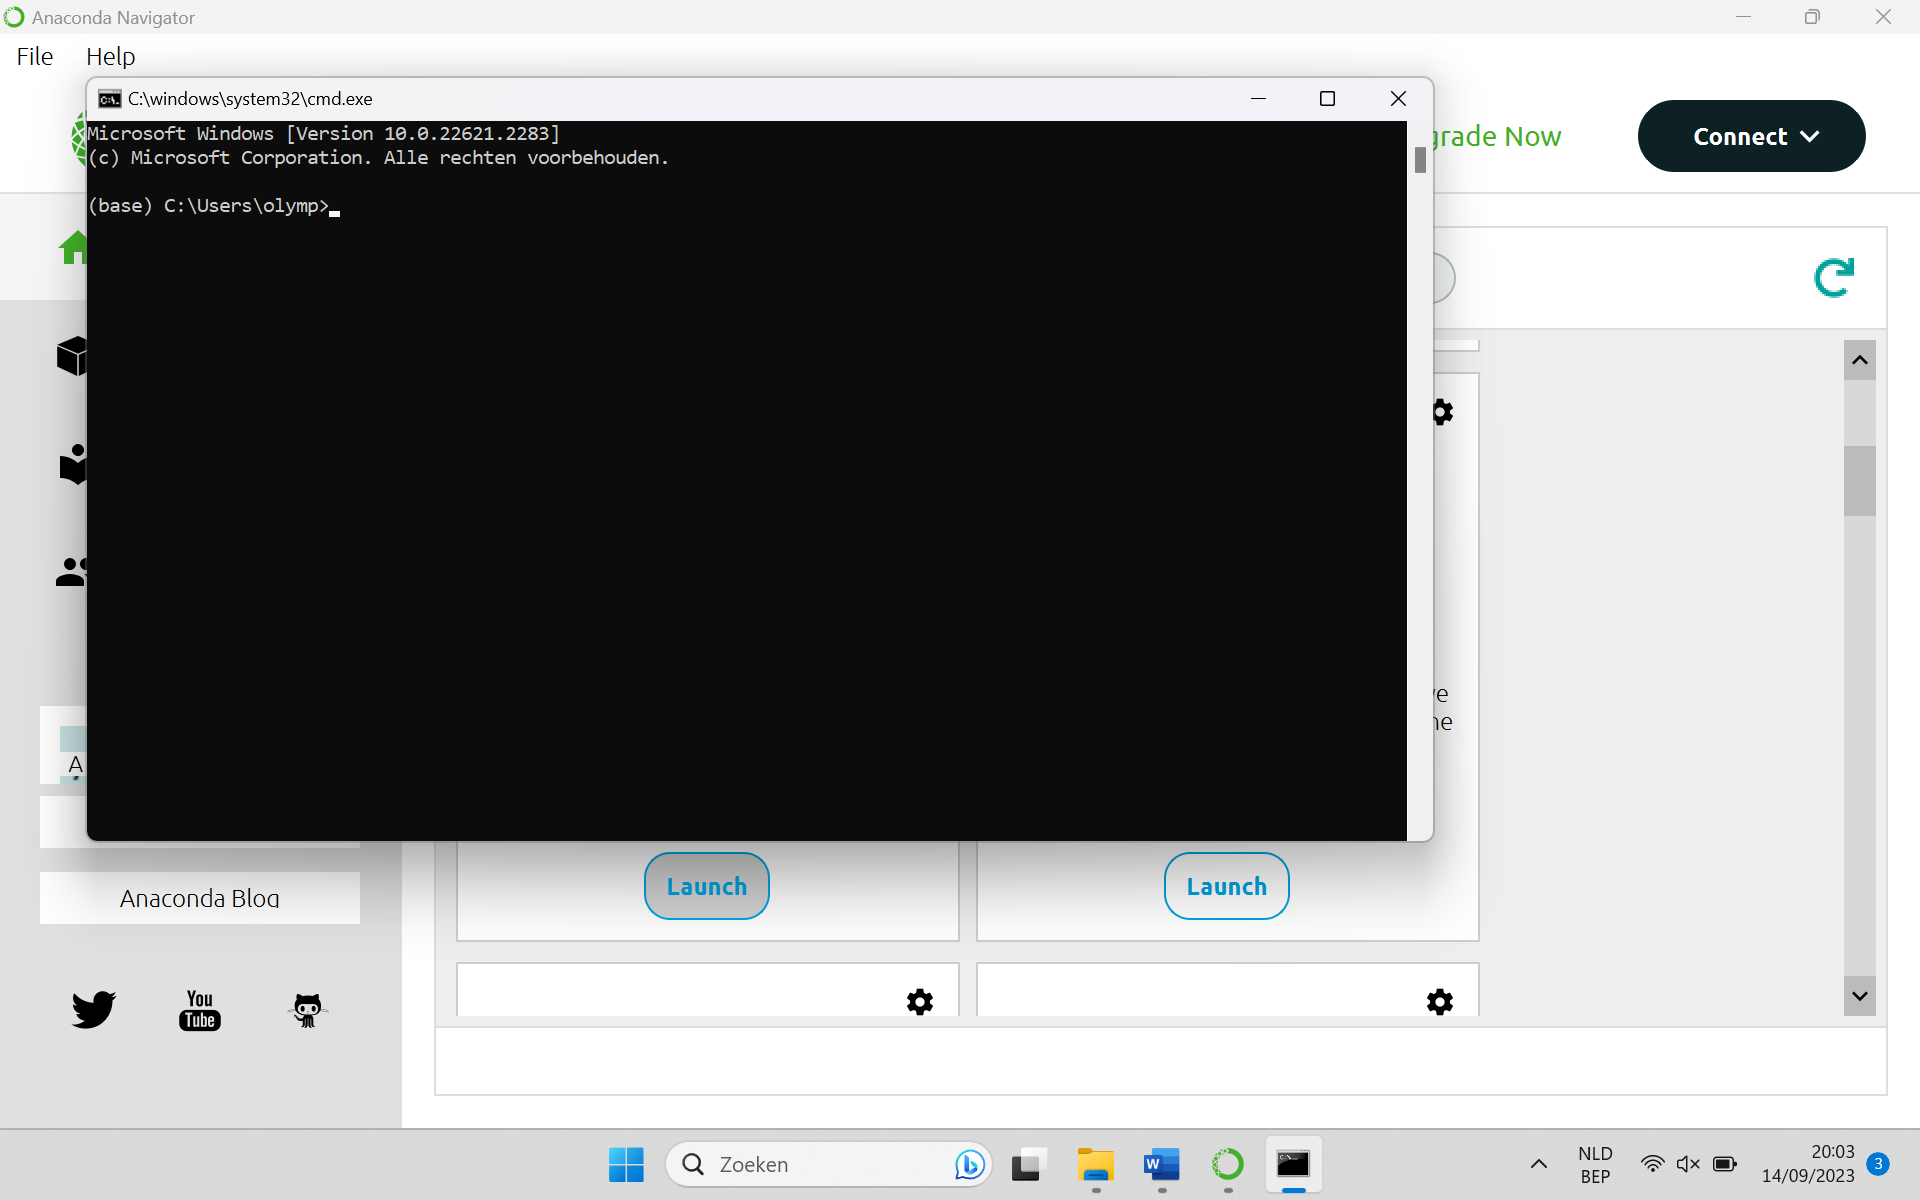 Anaconda Navigator
File Help
C:\windows\system32\cmd.exe
Microsoft Windows [Version 10.0.22621.2283]
(c) Microsoft Corporation. Alle rechten voorbehouden.
(base) C:\Users\olymp>
grade Now
Connect
ve
ne
A
Launch
Launch
Anaconda Blog
You
Tube
Zoeken
NLD
BEP
20:03
14/09/2023
3